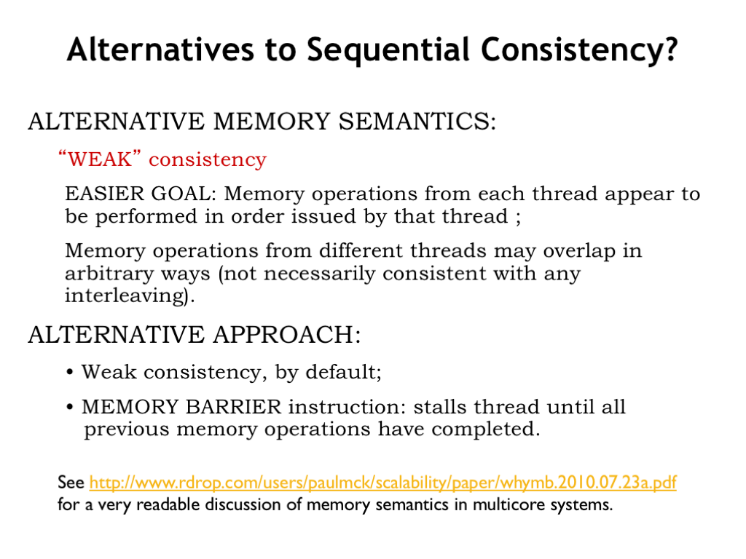 Alternatives to Sequential Consistency?
ALTERNATIVE MEMORY SEMANTICS:
“WEAK” consistency
EASIER GOAL: Memory operations from each thread appear to
be performed in order issued by that thread ;
Memory operations from different threads may overlap in
arbitrary ways (not necessarily consistent with any
interleaving).
ALTERNATIVE APPROACH:
• Weak consistency, by default;
• MEMORY BARRIER instruction: stalls thread until all
previous memory operations have completed.
See http://www.rdrop.com/users/paulmck/scalability/paper/whymb.2010.07.23a.pdf
for a very readable discussion of memory semantics in multicore systems.